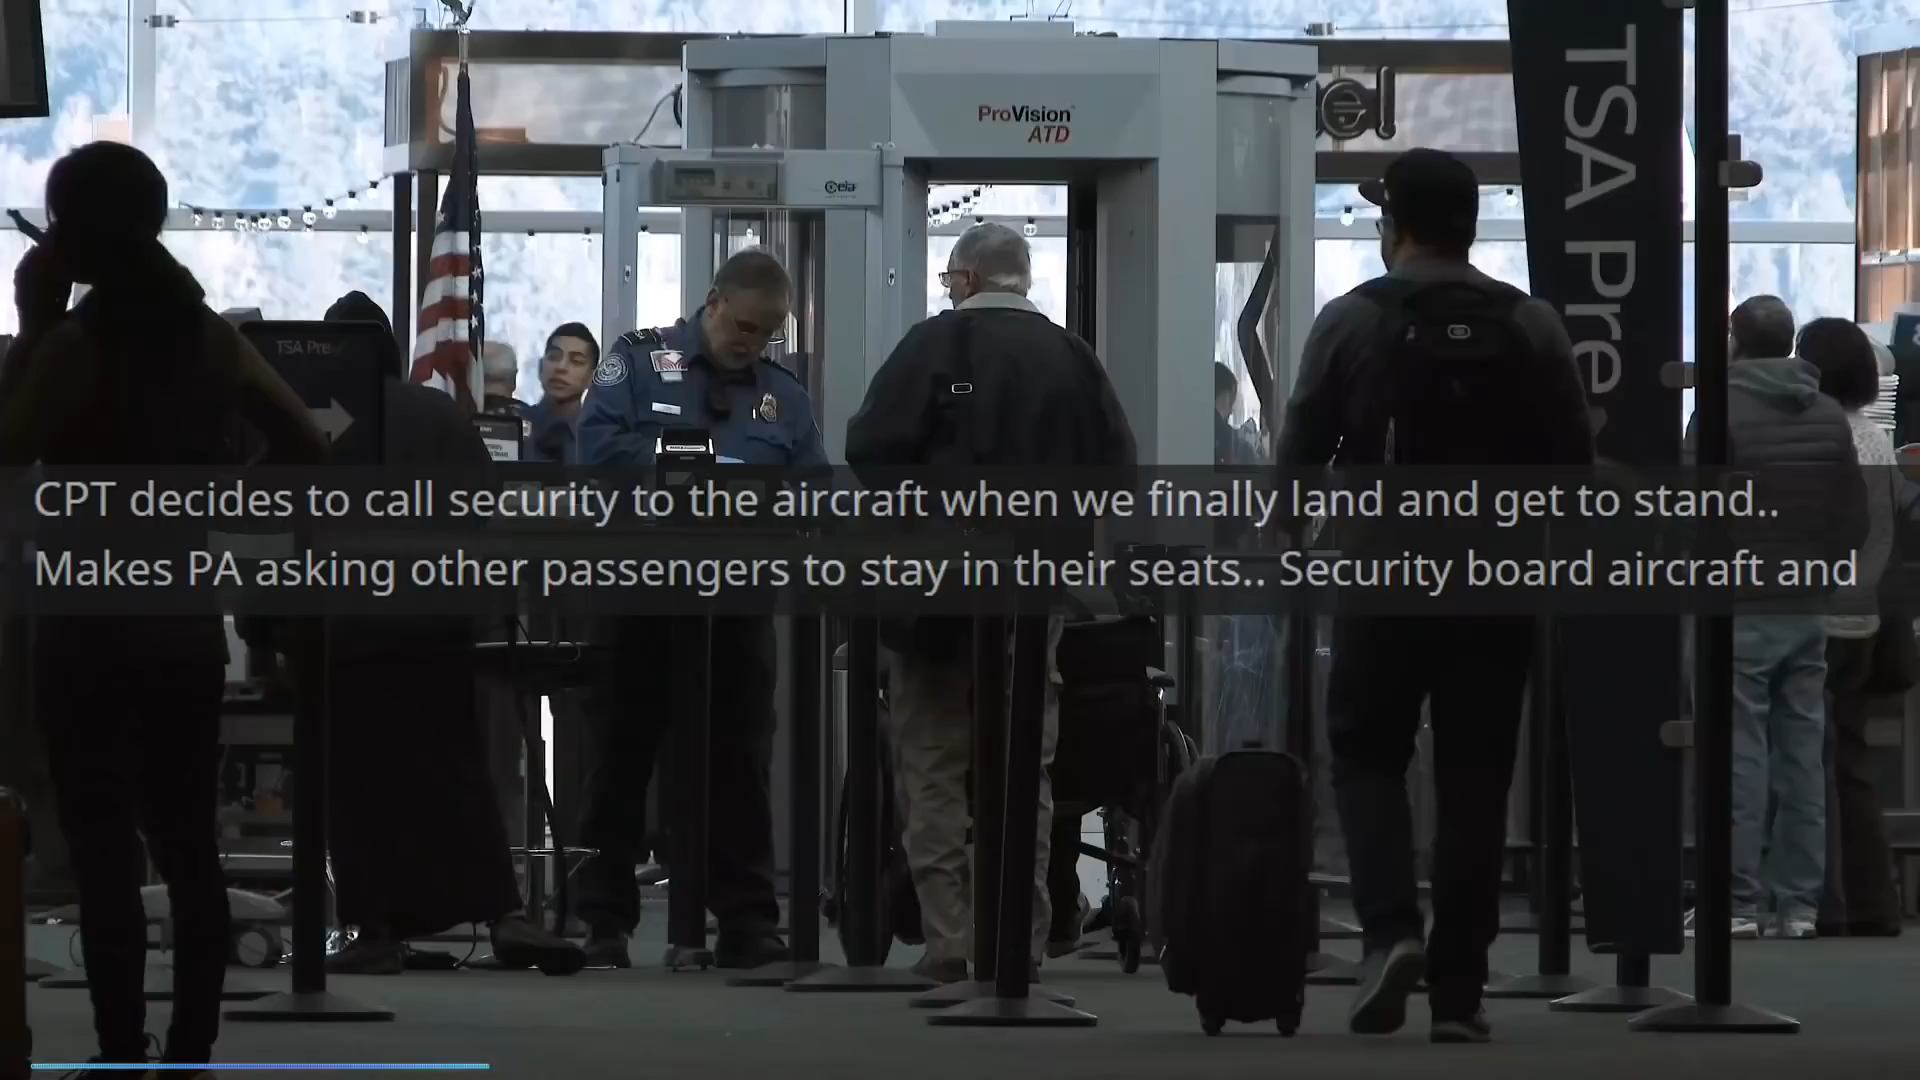 ProVision
ATD
Ceia
TSA Pre
TSA Pre
CPT decides to call security to the aircraft when we finally land and get to stand..
Makes PA asking other passengers to stay in their seats.. Security board aircraft and